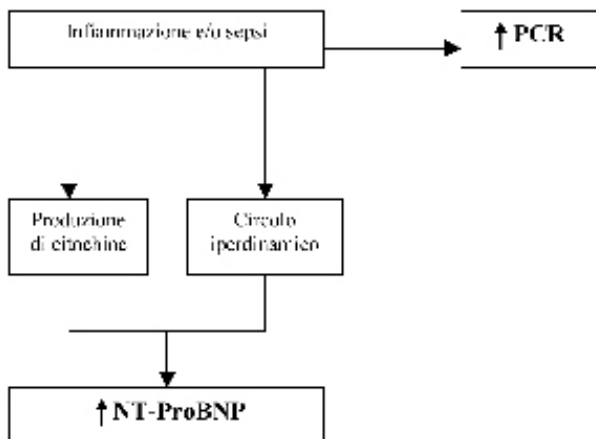 Infiammazione e/o sepsi
↑ PCR
Produzione
di citochine
Circolo
iperdinamico
↑ NT-ProBNP